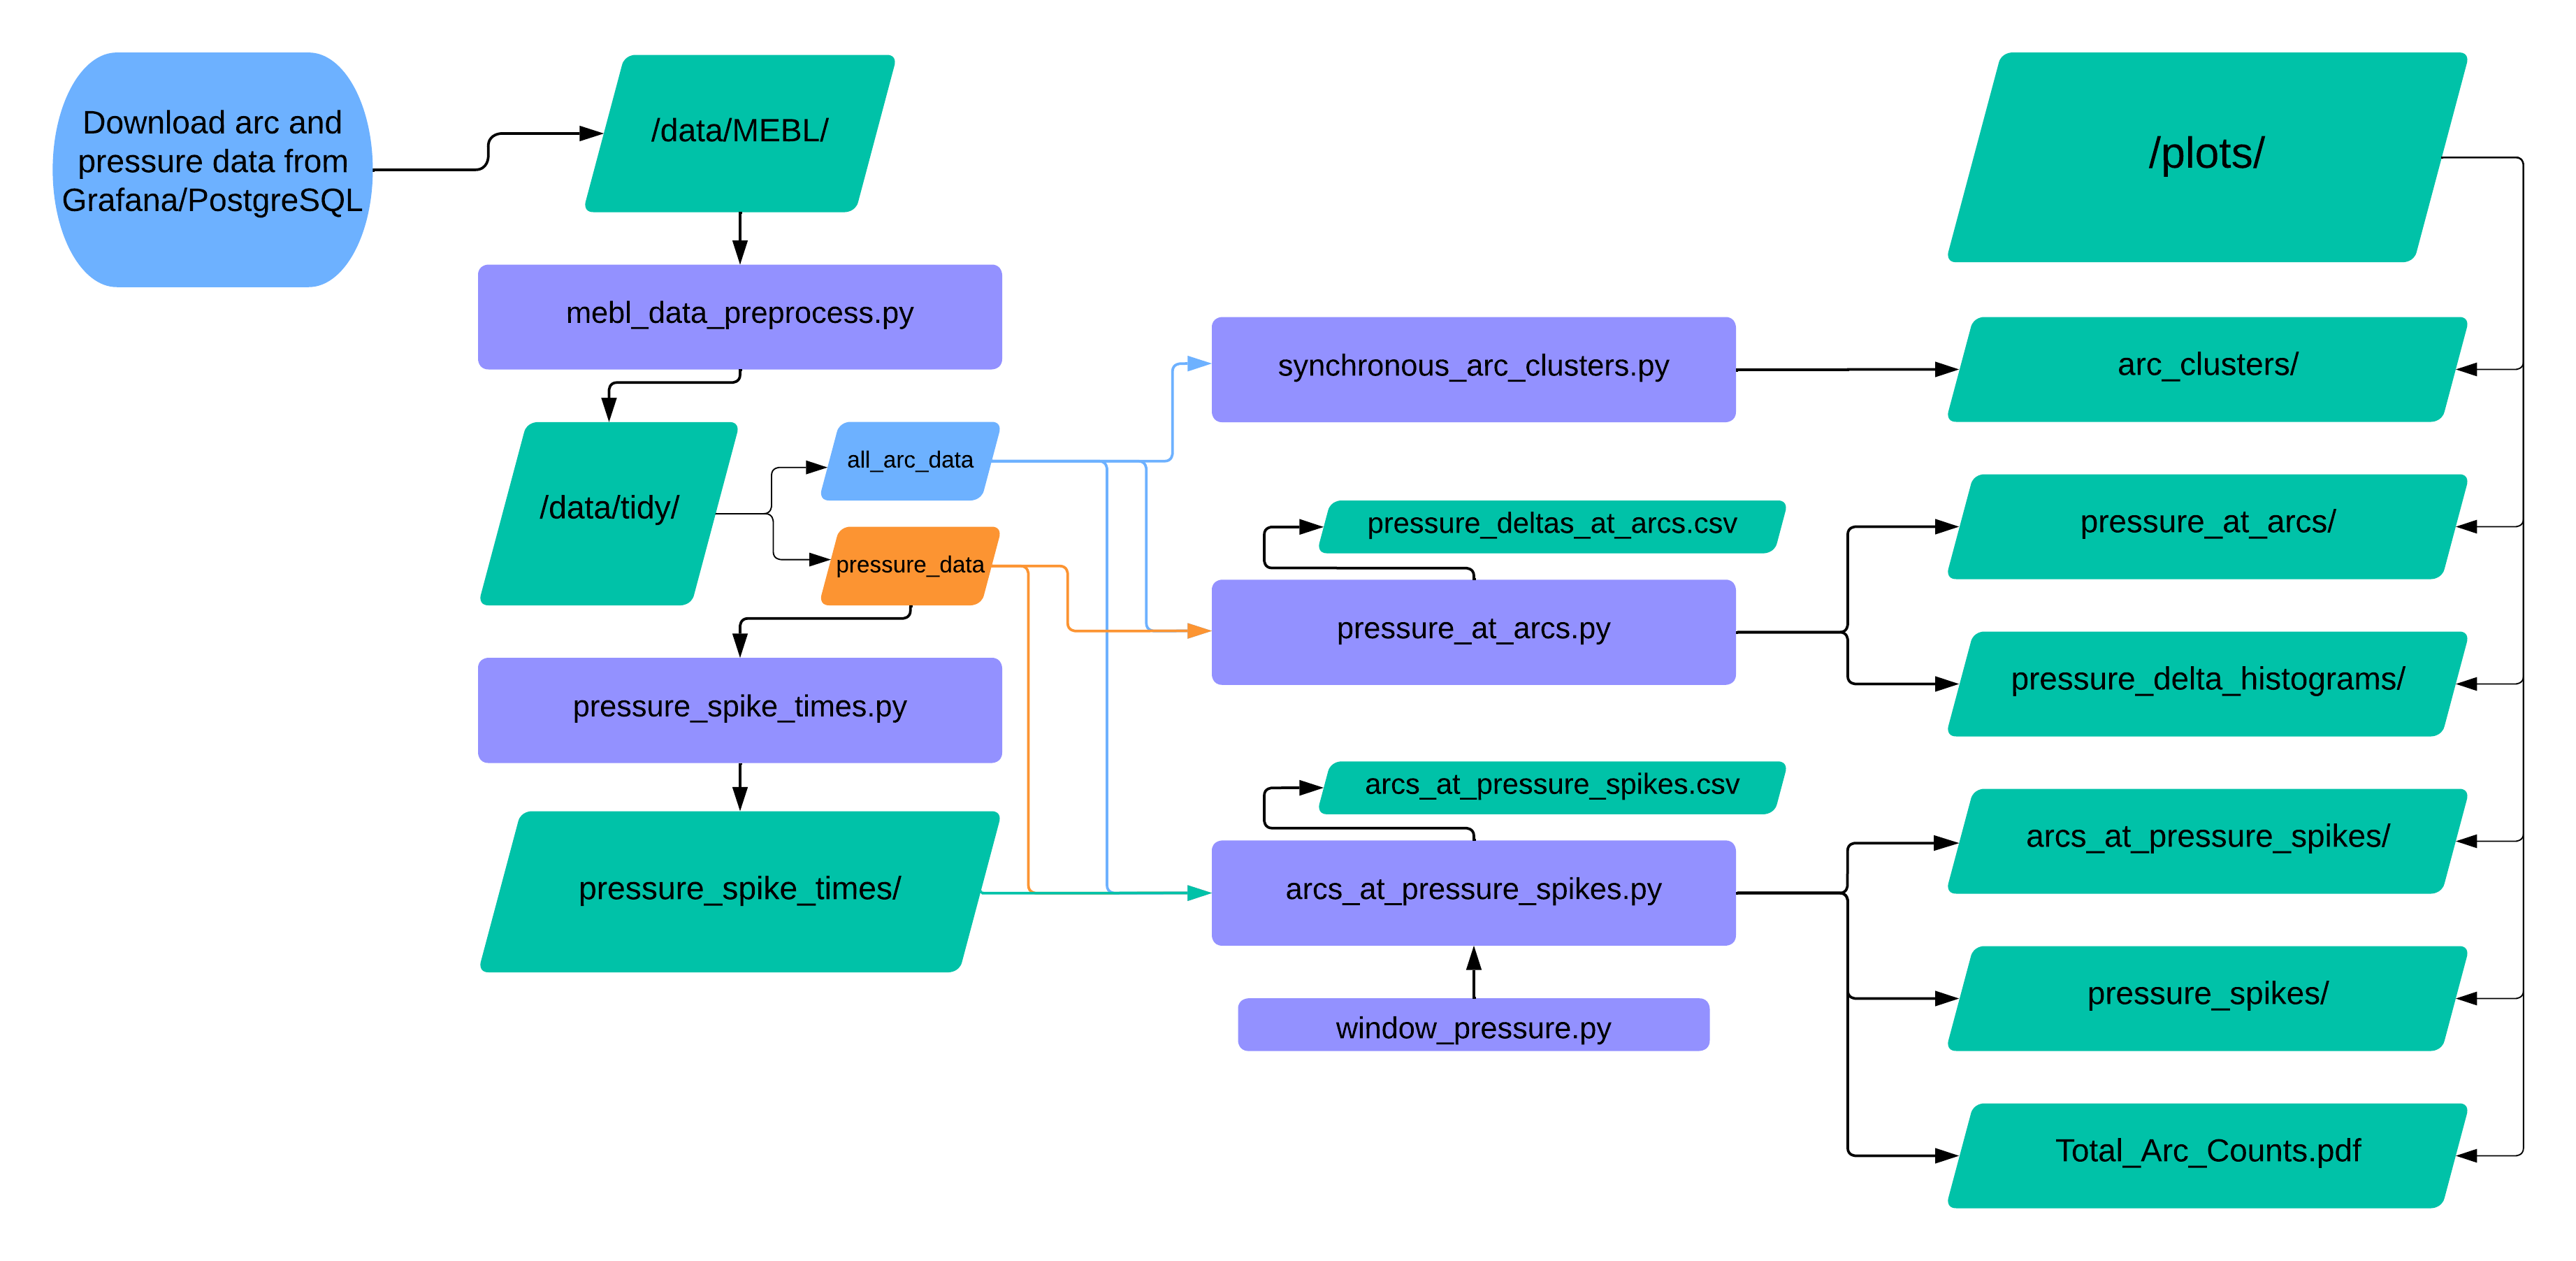 Download arc and
pressure data from
Grafana/PostgreSQL
/data/MEBL/
mebl_data_preprocess.py
/data/tidy/
all_arc_data
pressure_data
pressure_spike_times.py
pressure_spike_times/
synchronous_arc_clusters.py
pressure_deltas_at_arcs.csv
pressure_at_arcs.py
arcs_at_pressure_spikes.csv
arcs_at_pressure_spikes.py
window_pressure.py
/plots/
arc_clusters/
pressure_at_arcs/
pressure_delta_histograms/
arcs_at_pressure_spikes/
pressure_spikes/
Total_Arc_Counts.pdf